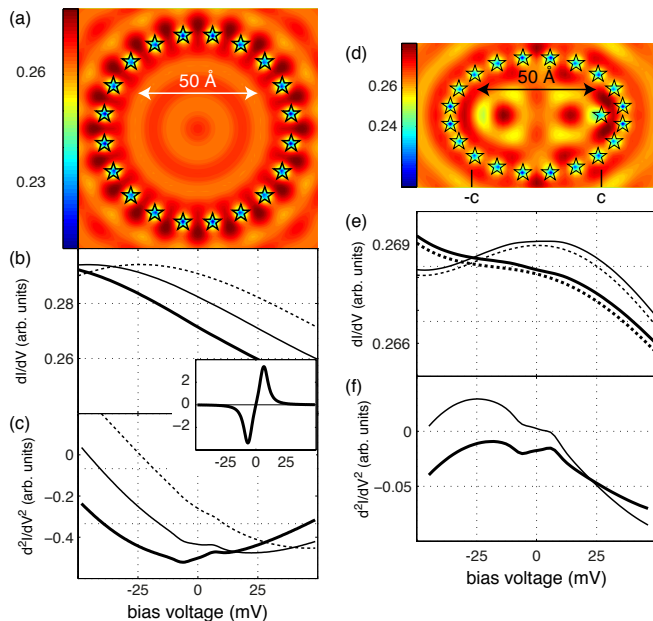 (a)
0.26
0.23
50 Å
(b)
dI/dV (arb. units)
0.28
0.26
2
0
−2
-25
0
25
(c)
d²I/dV² (arb. units)
0
−0.2
−0.4
-25
0
25
bias voltage (mV)
(d)
0.26
0.24
50 Å
-c
c
(e)
dI/dV (arb. units)
0.269
0.266
(f)
d²I/dV² (arb. units)
0
−0.05
-25
0
25
bias voltage (mV)